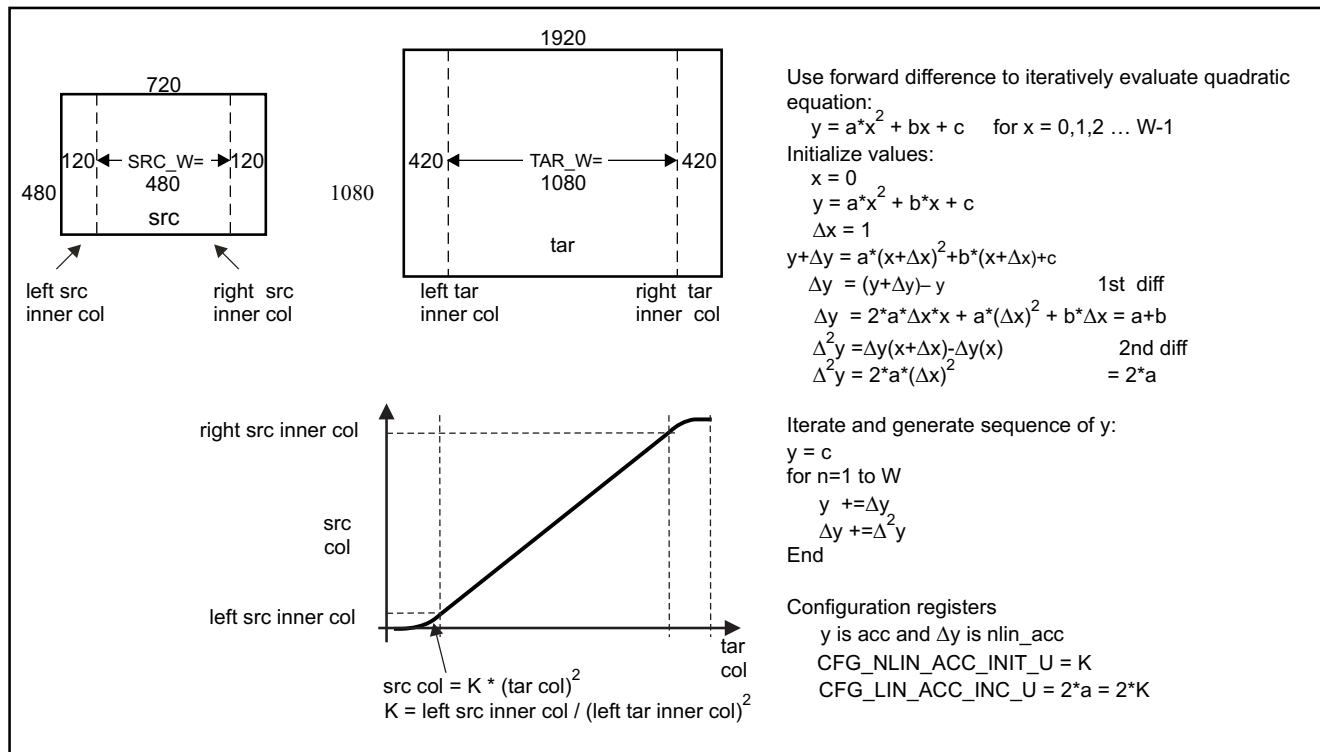 720
120
SRC_W=
120
480
480
src
left src
inner col
right src
inner col
1920
420
TAR_W=
420
1080
1080
tar
left tar
inner col
right tar
inner col
right src inner col
src
col
left src inner col
tar
col
src col = K * (tar col)²
K = left src inner col / (left tar inner col)²
Use forward difference to iteratively evaluate quadratic
equation:
y = a*x² + bx + c for x = 0,1,2 … W-1
Initialize values:
x = 0
y = a*x² + b*x + c
Δx = 1
y+Δy = a*(x+Δx)²+b*(x+Δx)+c
Δy = (y+Δy)– y 1st diff
Δy = 2*a*Δx*x + a*(Δx)² + b*Δx = a+b
Δ²y =Δy(x+Δx)-Δy(x) 2nd diff
Δ²y = 2*a*(Δx)² = 2*a
Iterate and generate sequence of y:
y = c
for n=1 to W
y +=Δy
Δy +=Δ²y
End
Configuration registers
y is acc and Δy is nlin_acc
CFG_NLIN_ACC_INIT_U = K
CFG_LIN_ACC_INC_U = 2*a = 2*K